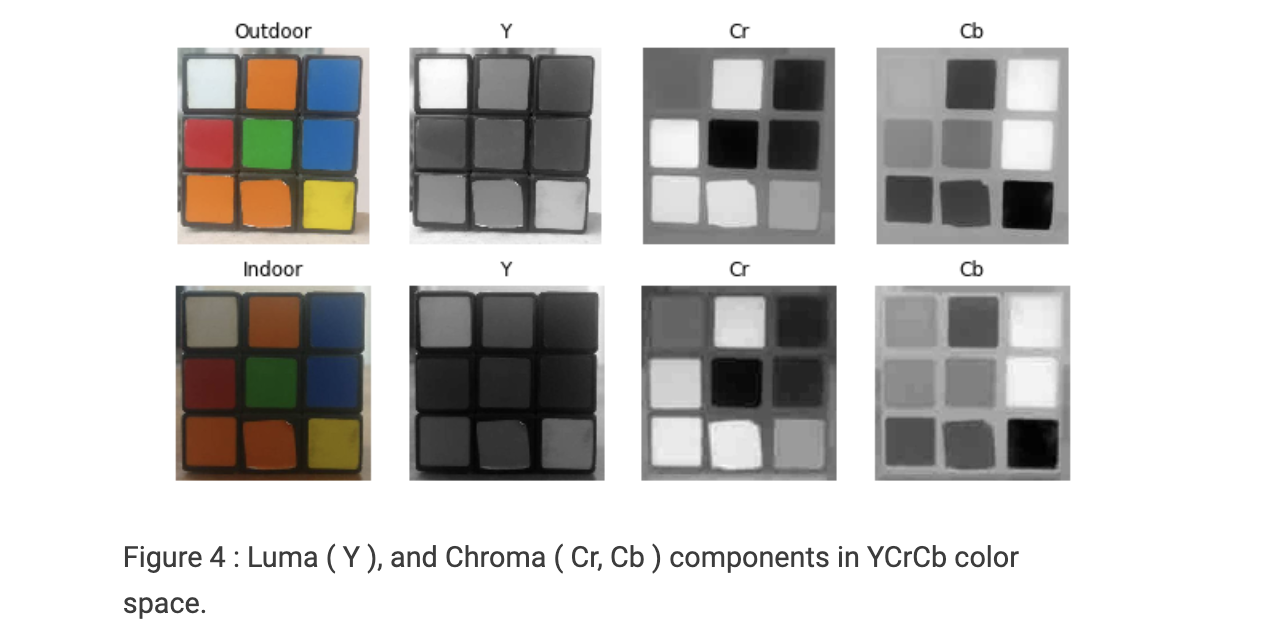 Outdoor Y Cr Cb
Indoor Y Cr Cb
Figure 4 : Luma ( Y ), and Chroma ( Cr, Cb ) components in YCrCb color
space.